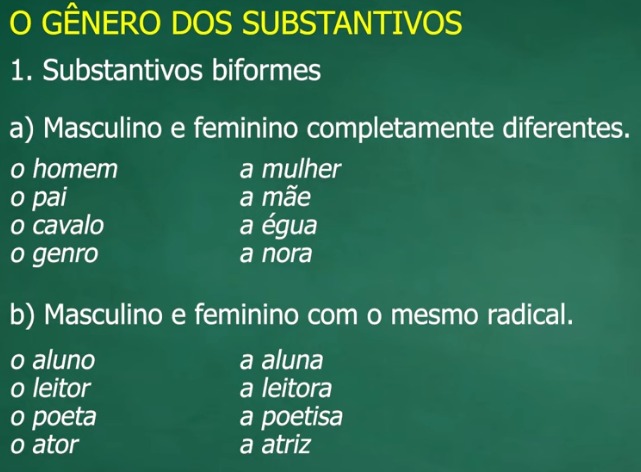 O GÊNERO DOS SUBSTANTIVOS
1. Substantivos biformes
a) Masculino e feminino completamente diferentes.
o homem a mulher
o pai a mãe
o cavalo a égua
o genro a nora
b) Masculino e feminino com o mesmo radical.
o aluno a aluna
o leitor a leitora
o poeta a poetisa
o ator a atriz